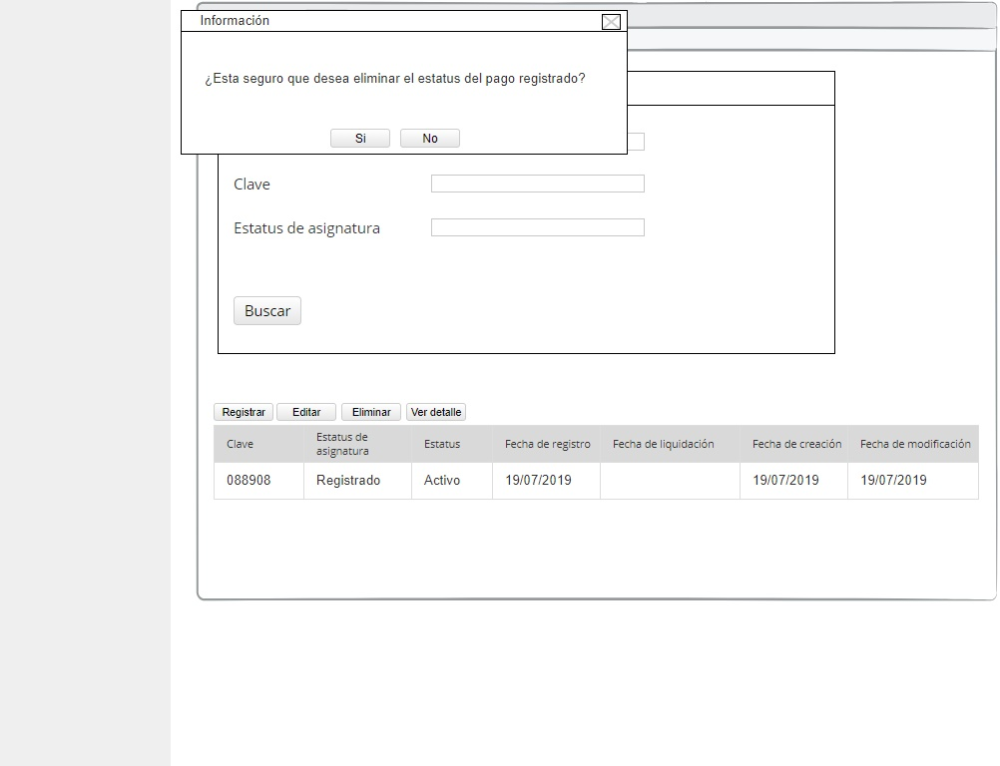 Información
¿Esta seguro que desea eliminar el estatus del pago registrado?
Si No
Clave
Estatus de asignatura
Buscar
Registrar Editar Eliminar Ver detalle
Clave Estatus de asignatura Estatus Fecha de registro Fecha de liquidación Fecha de creación Fecha de modificación
088908 Registrado Activo 19/07/2019 19/07/2019 19/07/2019